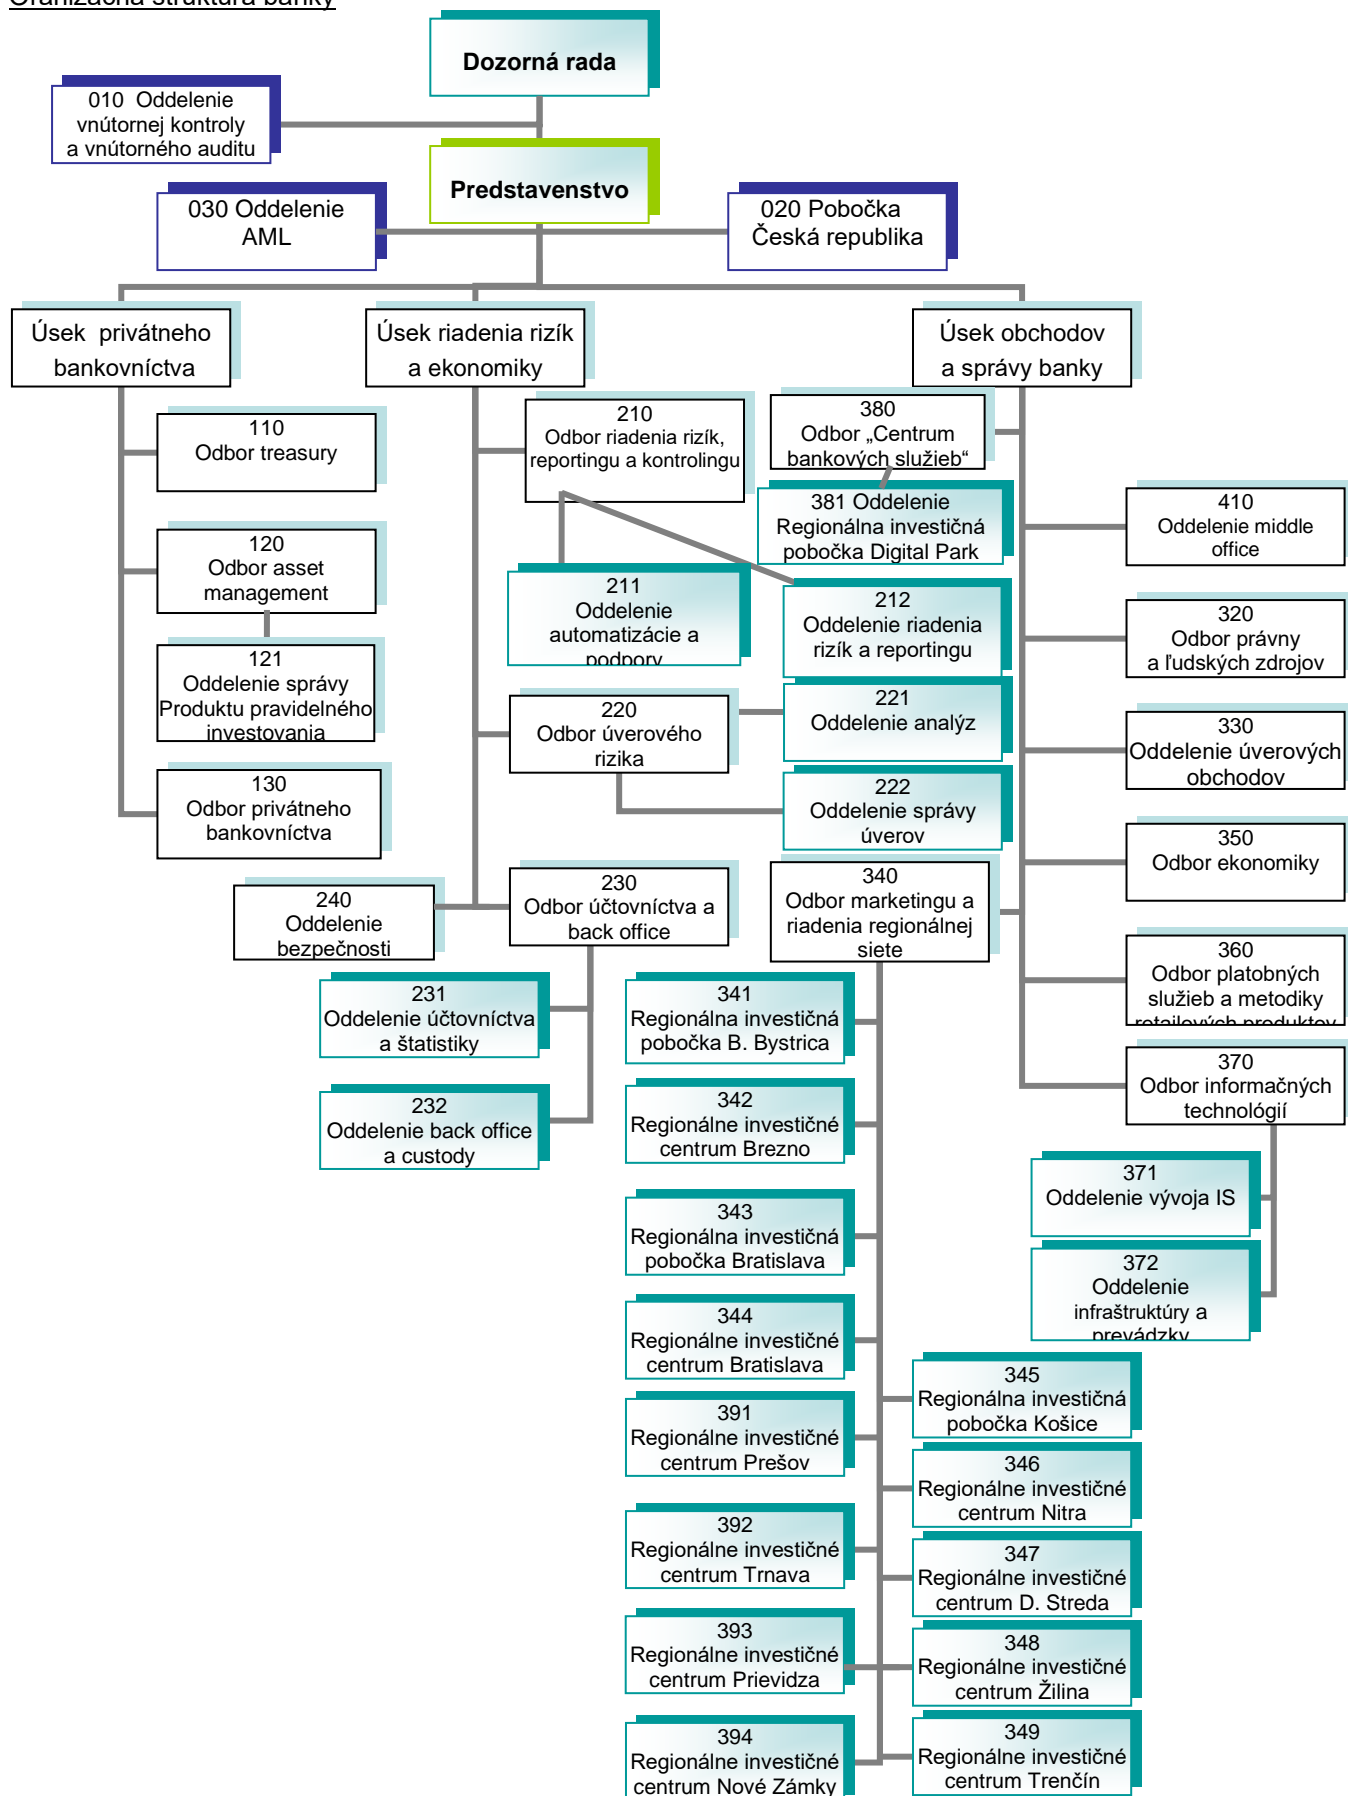 Oranizačná štruktúra banky
Dozorná rada
010 Oddelenie
vnútornej kontroly
a vnútorného auditu
Predstavenstvo
030 Oddelenie
AML
020 Pobočka
Česká republika
Úsek privátneho
bankovníctva
Úsek riadenia rizík
a ekonomiky
Úsek obchodov
a správy banky
110
Odbor treasury
120
Odbor asset
management
121
Oddelenie správy
Produktu pravidelného
investovania
130
Odbor privátneho
bankovníctva
210
Odbor riadenia rizík,
reportingu a kontrolingu
211
Oddelenie
automatizácie a
podpory
212
Oddelenie riadenia
rizík a reportingu
220
Odbor úverového
rizika
221
Oddelenie analýz
222
Oddelenie správy
úverov
240
Oddelenie
bezpečnosti
230
Odbor účtovníctva a
back office
231
Oddelenie účtovníctva
a štatistiky
232
Oddelenie back office
a custody
380
Odbor „Centrum
bankových služieb“
381 Oddelenie
Regionálna investičná
pobočka Digital Park
410
Oddelenie middle
office
320
Odbor právny
a ľudských zdrojov
330
Oddelenie úverových
obchodov
350
Odbor ekonomiky
360
Odbor platobných
služieb a metodiky
retailových produktov
370
Odbor informačných
technológií
371
Oddelenie vývoja IS
372
Oddelenie
infraštruktúry a
prevádzky
340
Odbor marketingu a
riadenia regionálnej
siete
341
Regionálna investičná
pobočka B. Bystrica
342
Regionálne investičné
centrum Brezno
343
Regionálna investičná
pobočka Bratislava
344
Regionálne investičné
centrum Bratislava
391
Regionálne investičné
centrum Prešov
392
Regionálne investičné
centrum Trnava
393
Regionálne investičné
centrum Prievidza
394
Regionálne investičné
centrum Nové Zámky
345
Regionálna investičná
pobočka Košice
346
Regionálne investičné
centrum Nitra
347
Regionálne investičné
centrum D. Streda
348
Regionálne investičné
centrum Žilina
349
Regionálne investičné
centrum Trenčín